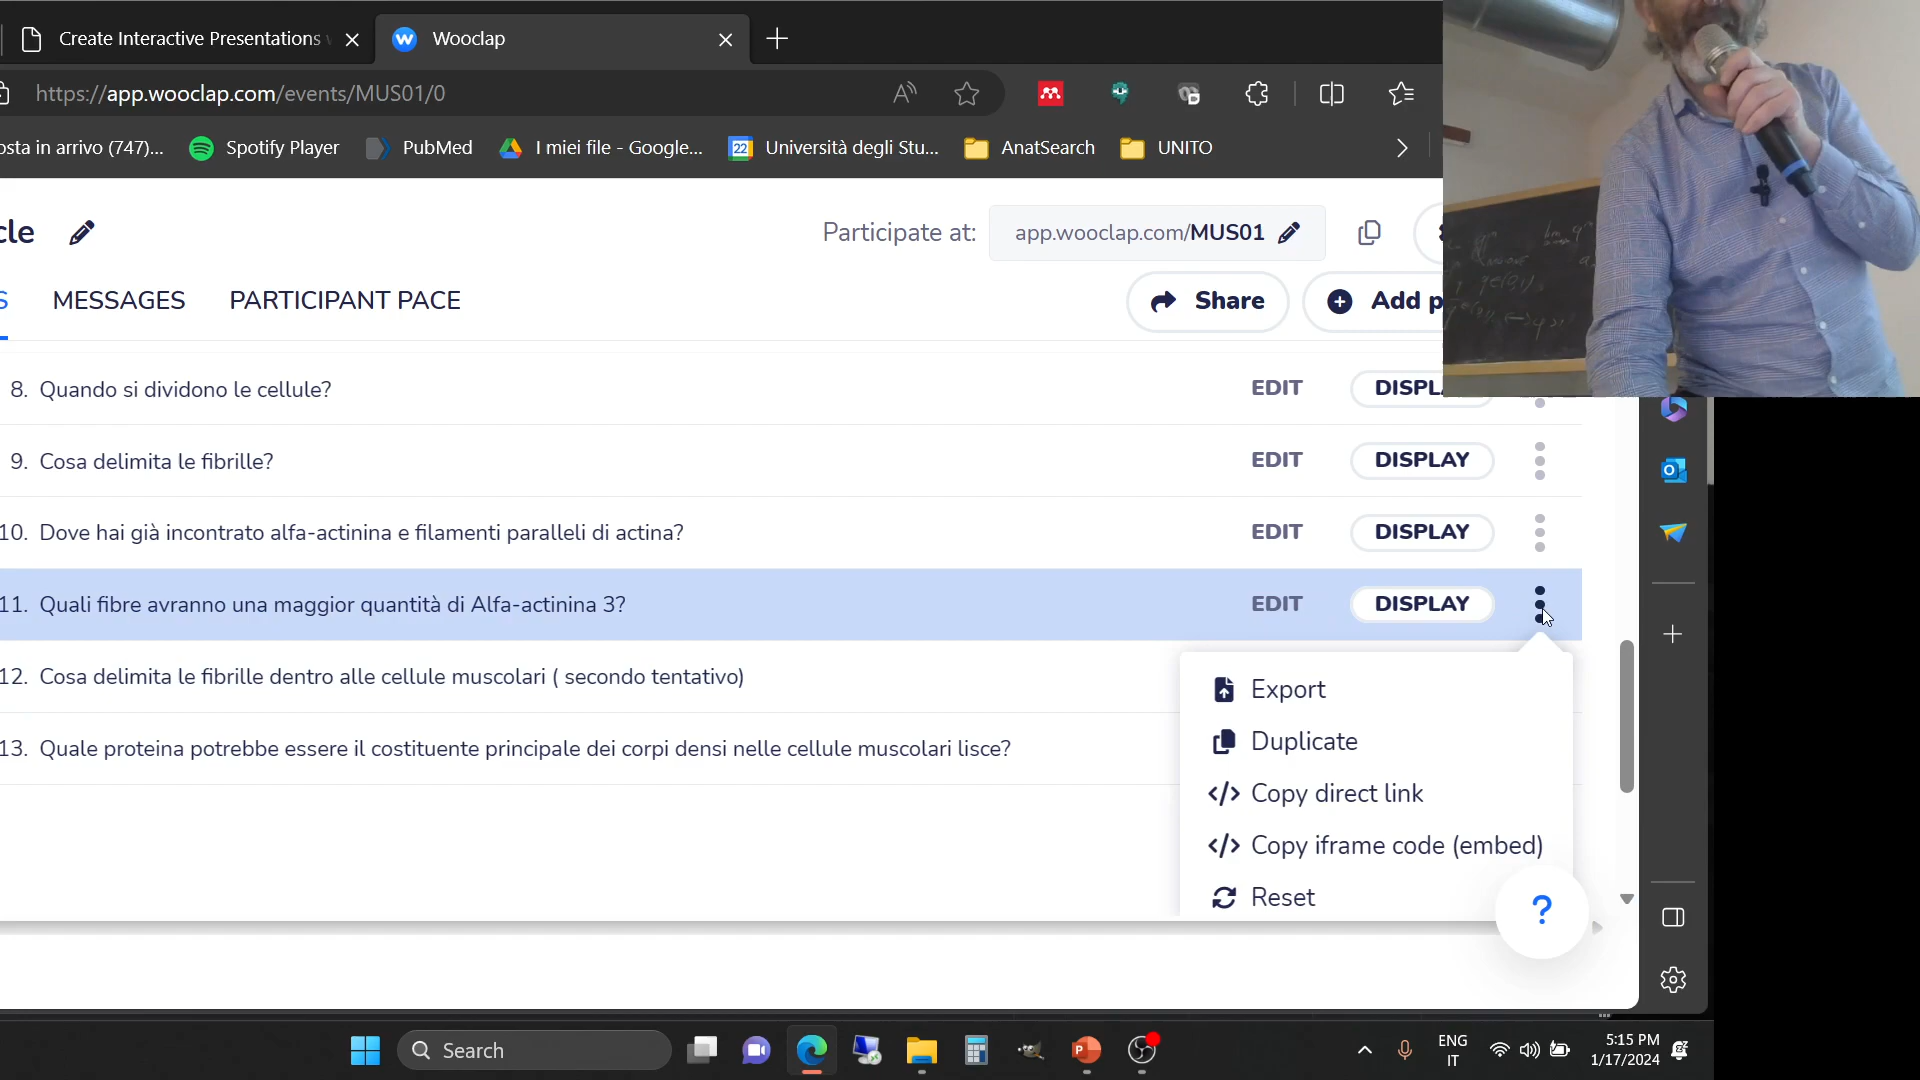 Create Interactive Presentations
Wooclap
https://app.wooclap.com/events/MUS01/0
osta in arrivo (747)...
Spotify Player
PubMed
I miei file - Google...
22
Università degli Stu...
AnatSearch
UNITO
cle
Participate at:
app.wooclap.com/MUS01
S
MESSAGES
PARTICIPANT PACE
Share
Add p
8. Quando si dividono le cellule?
EDIT
DISPLAY
9. Cosa delimita le fibrille?
EDIT
DISPLAY
10. Dove hai già incontrato alfa-actinina e filamenti paralleli di actina?
EDIT
DISPLAY
11. Quali fibre avranno una maggior quantità di Alfa-actinina 3?
EDIT
DISPLAY
12. Cosa delimita le fibrille dentro alle cellule muscolari ( secondo tentativo)
13. Quale proteina potrebbe essere il costituente principale dei corpi densi nelle cellule muscolari lisce?
Export
Duplicate
</> Copy direct link
</> Copy iframe code (embed)
Reset
?
Search
ENG
IT
5:15 PM
1/17/2024